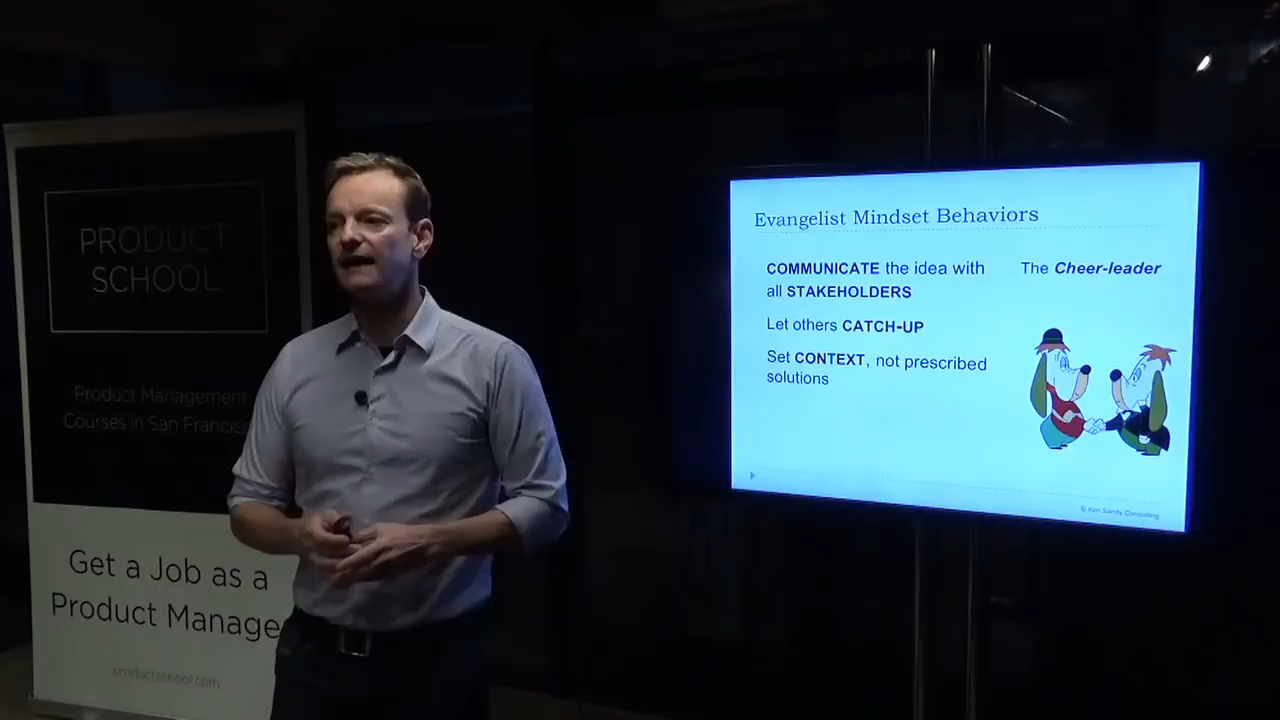 PRODUCT
SCHOOL
Product Management
Courses in San Francisc
Get a Job as a
Product Manage
productschool.com
Evangelist Mindset Behaviors
COMMUNICATE the idea with
all STAKEHOLDERS
Let others CATCH-UP
Set CONTEXT, not prescribed
solutions
The Cheer-leader
© Ken Sandy Consulting